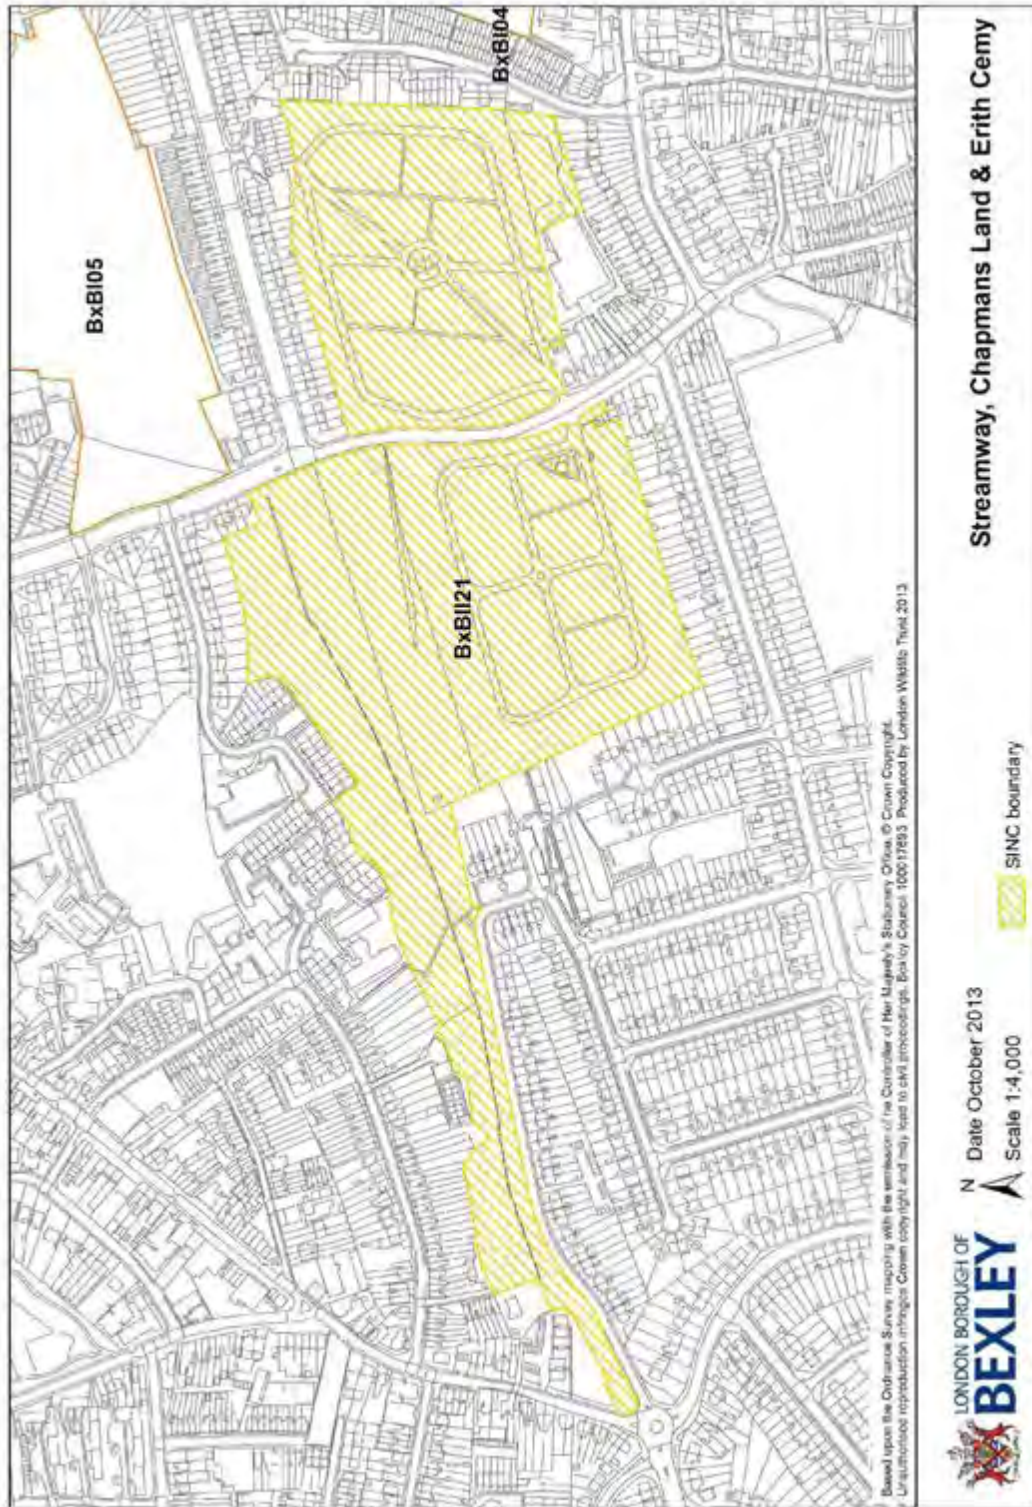 BxBI04
BxBI05
BxBII21
Based upon the Ordnance Survey mapping with the permission of the Controller of Her Majesty's Stationery Office. © Crown Copyright.
Unauthorised reproduction infringes Crown copyright and may lead to civil proceedings. Bexley Council 100017693 Produced by London Wildlife Trust 2013
LONDON BOROUGH OF
BEXLEY
N
Date October 2013
Scale 1:4,000
SINC boundary
Streamway, Chapmans Land & Erith Cemy